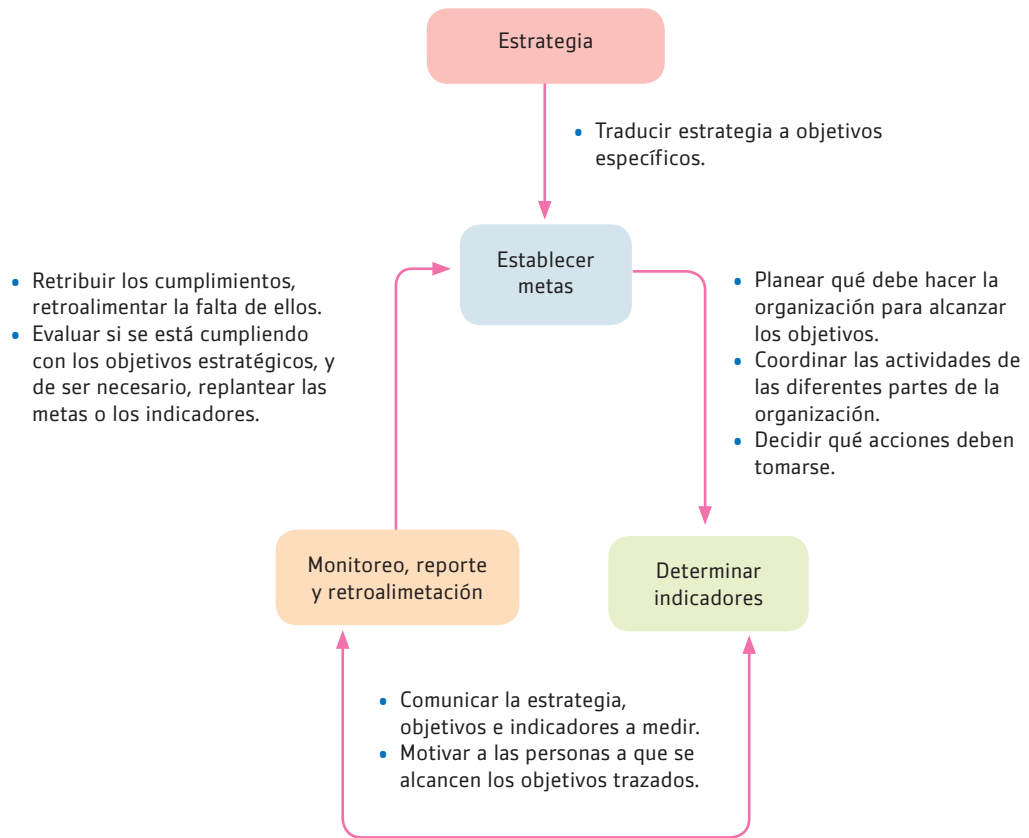 Estrategia
• Traducir estrategia a objetivos
específicos.
Establecer
metas
• Retribuir los cumplimientos,
retroalimentar la falta de ellos.
• Evaluar si se está cumpliendo
con los objetivos estratégicos, y
de ser necesario, replantear las
metas o los indicadores.
• Planear qué debe hacer la
organización para alcanzar
los objetivos.
• Coordinar las actividades de
las diferentes partes de la
organización.
• Decidir qué acciones deben
tomarse.
Monitoreo, reporte
y retroalimetación
Determinar
indicadores
• Comunicar la estrategia,
objetivos e indicadores a medir.
• Motivar a las personas a que se
alcancen los objetivos trazados.